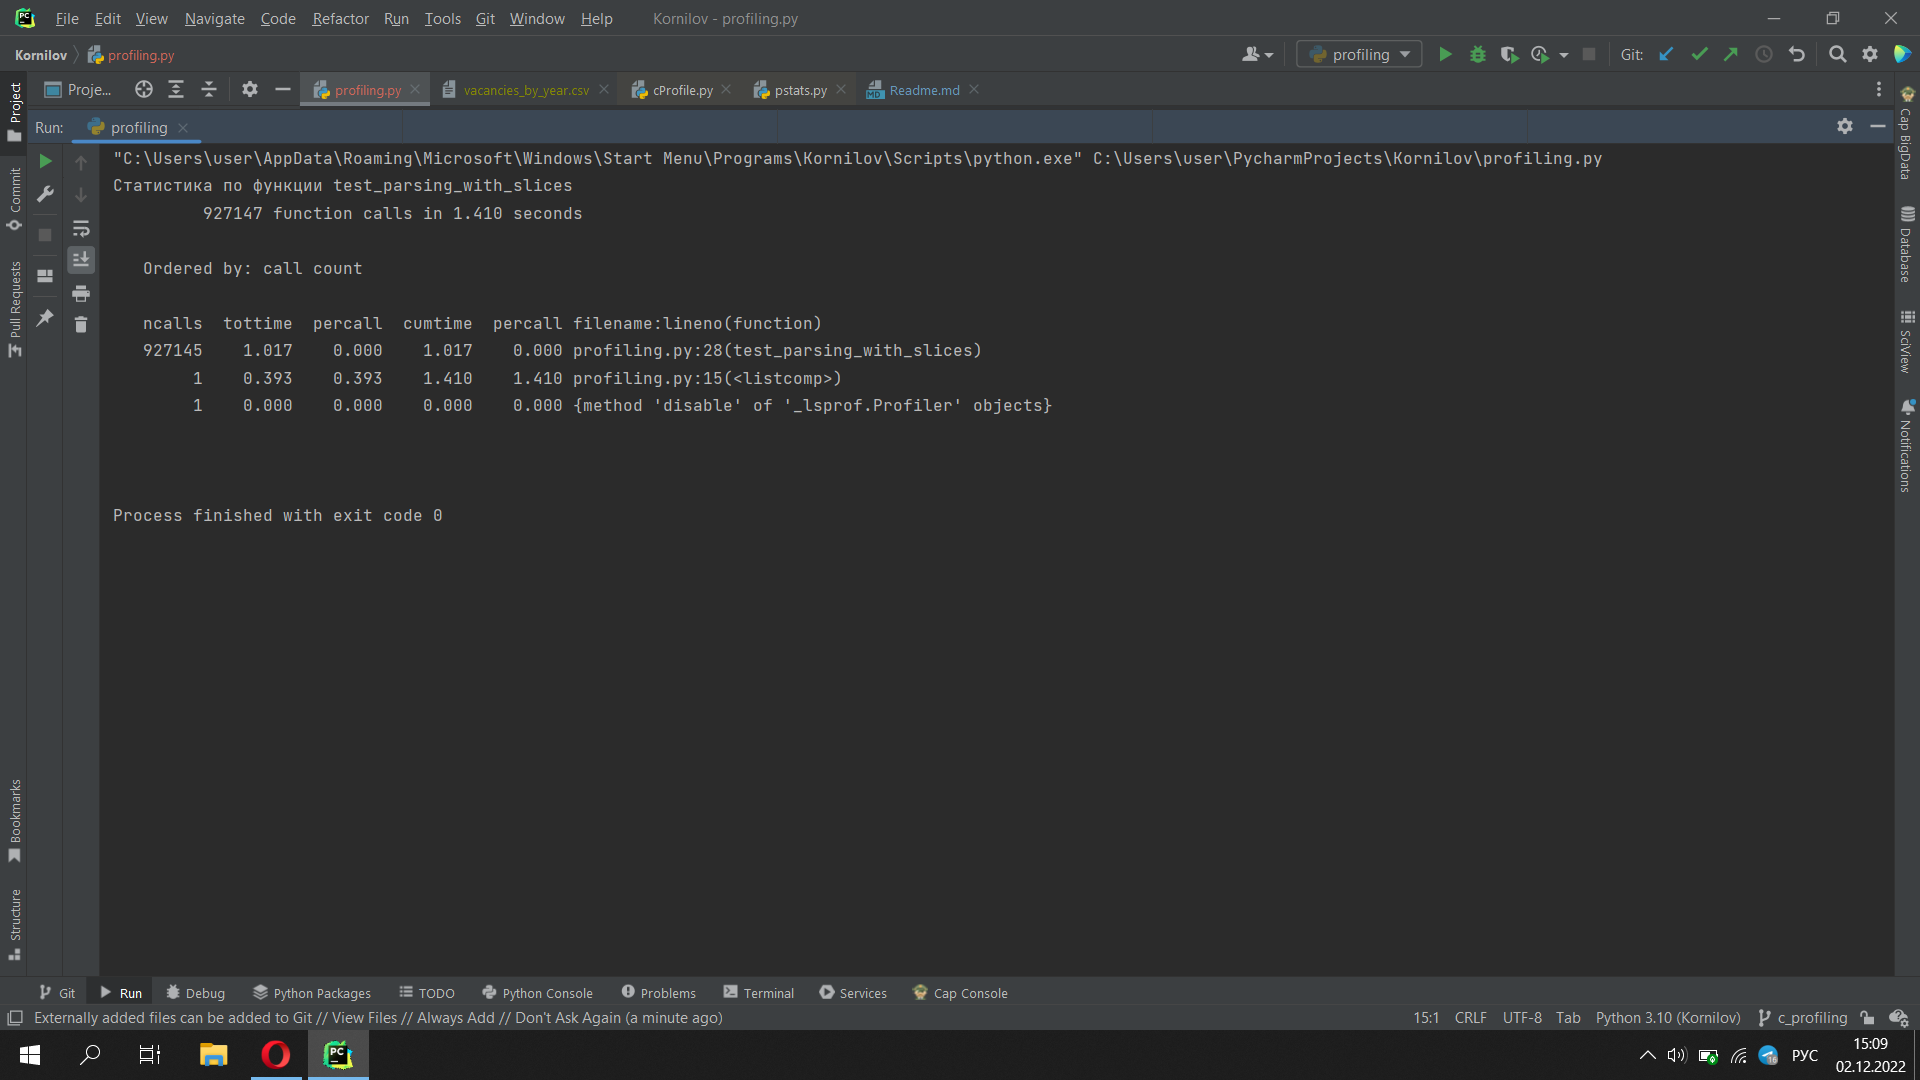 File Edit View Navigate Code Refactor Run Tools Git Window Help Kornilov - profiling.py
Kornilov profiling.py profiling Git:
Proje... profiling.py vacancies_by_year.csv cProfile.py pstats.py Readme.md
Run: profiling
"C:\Users\user\AppData\Roaming\Microsoft\Windows\Start Menu\Programs\Kornilov\Scripts\python.exe" C:\Users\user\PycharmProjects\Kornilov\profiling.py
Статистика по функции test_parsing_with_slices
927147 function calls in 1.410 seconds
Ordered by: call count
ncalls tottime percall cumtime percall filename:lineno(function)
927145 1.017 0.000 1.017 0.000 profiling.py:28(test_parsing_with_slices)
1 0.393 0.393 1.410 1.410 profiling.py:15(<listcomp>)
1 0.000 0.000 0.000 0.000 {method 'disable' of '_lsprof.Profiler' objects}
Process finished with exit code 0
Project
Commit
Pull Requests
Bookmarks
Structure
Cap BigData
Database
SciView
Notifications
Git Run Debug Python Packages TODO Python Console Problems Terminal Services Cap Console
Externally added files can be added to Git // View Files // Always Add // Don't Ask Again (a minute ago) 15:1 CRLF UTF-8 Tab Python 3.10 (Kornilov) c_profiling
РУС 15:09
02.12.2022